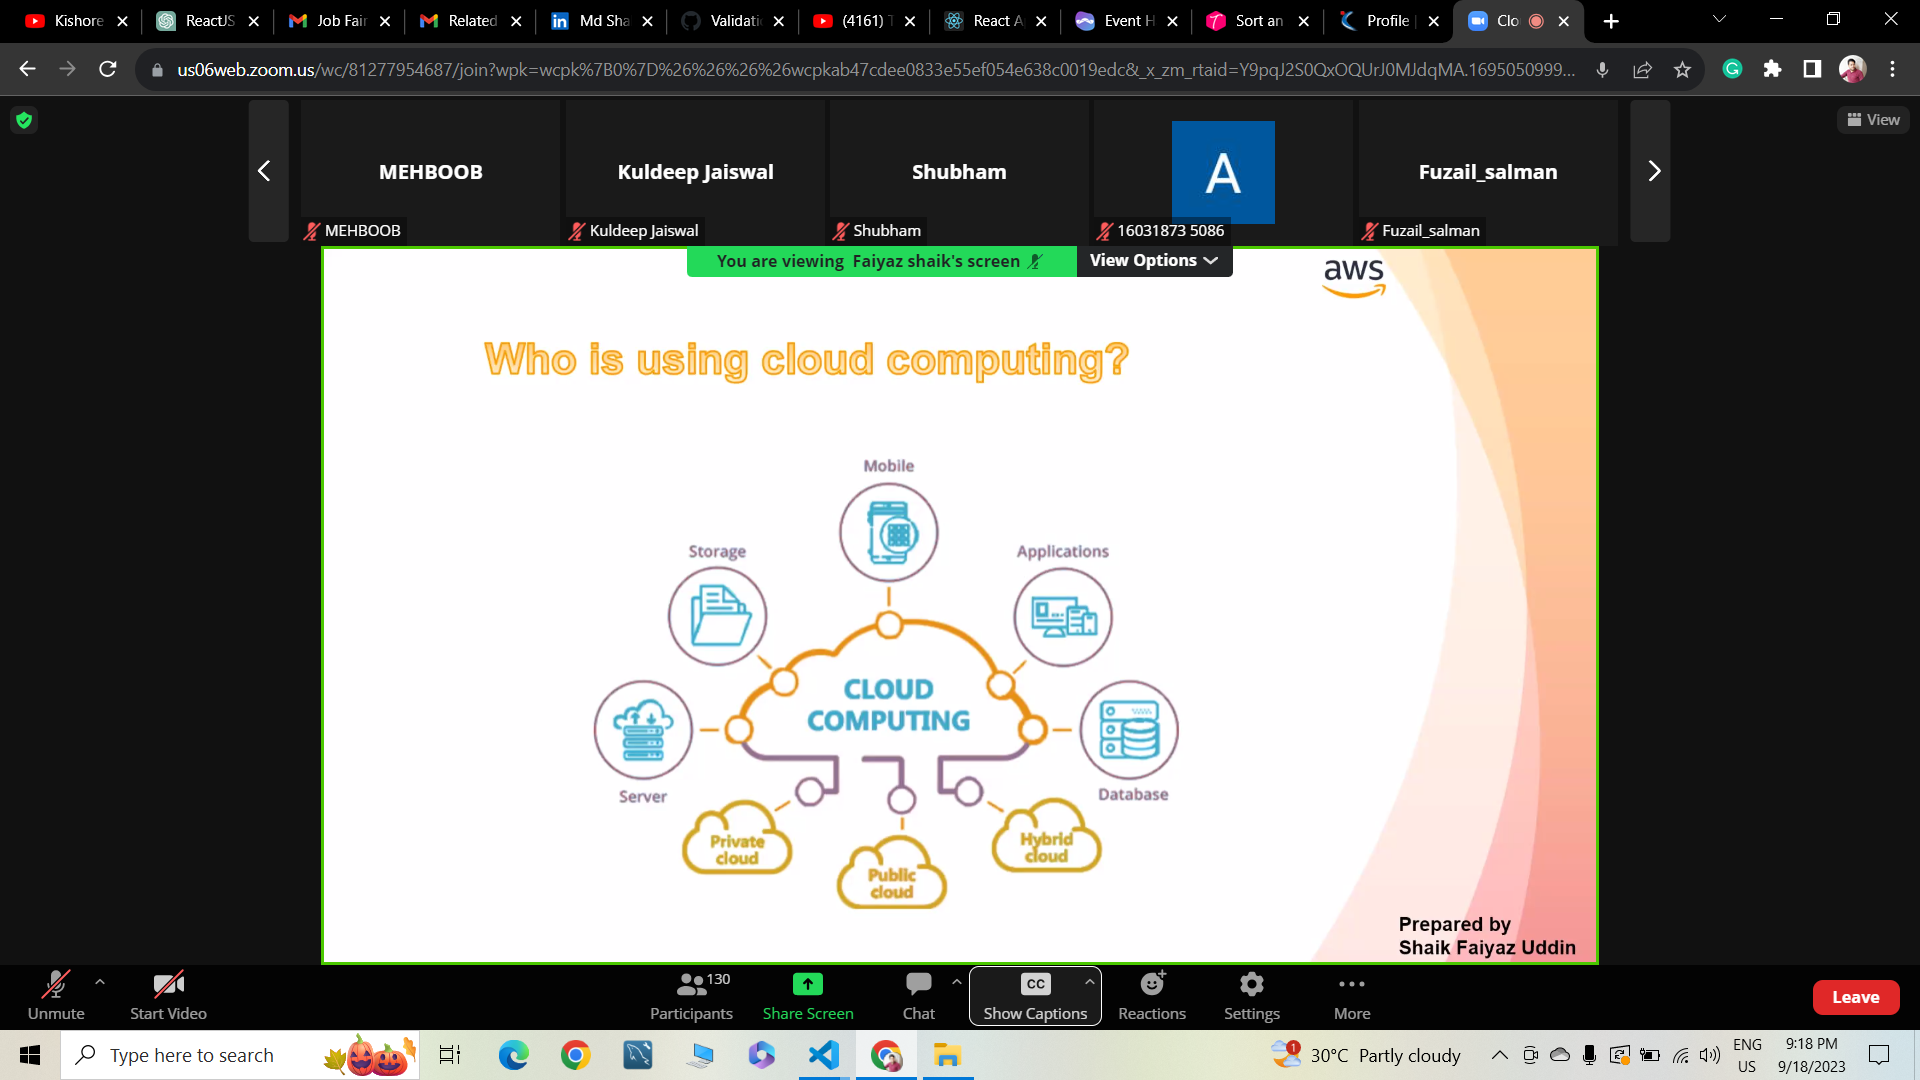 Kishore
ReactJS
Job Fair
Related
Md Sha
Validatio
(4161) T
React A
Event H
Sort an
Profile |
Clo
us06web.zoom.us/wc/81277954687/join?wpk=wcpk%7B0%7D%26%26%26%26wcpkab47cdee0833e55ef054e638c0019edc&_x_zm_rtaid=Y9pqJ2S0QxOQUrJ0MJdqMA.1695050999...
View
MEHBOOB
Kuldeep Jaiswal
Shubham
A
Fuzail_salman
MEHBOOB
Kuldeep Jaiswal
Shubham
16031873 5086
Fuzail_salman
You are viewing Faiyaz shaik's screen
View Options
aws
Who is using cloud computing?
Mobile
Storage
Applications
CLOUD
COMPUTING
Server
Database
Private
cloud
Public
cloud
Hybrid
cloud
Prepared by
Shaik Faiyaz Uddin
Unmute
Start Video
130
Participants
Share Screen
Chat
CC
Show Captions
Reactions
Settings
More
Leave
Type here to search
1
30°C Partly cloudy
ENG
US
9:18 PM
9/18/2023